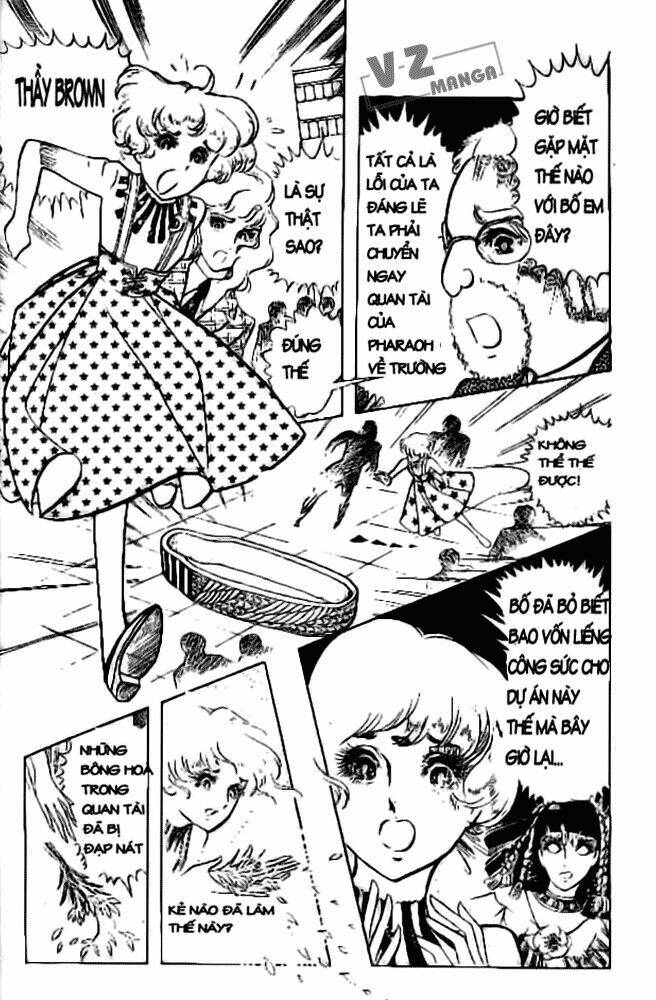 V-Z
MANGA
THẦY BROWN
LÀ SỰ
THẬT
SAO?
ĐÚNG
THẾ
TẤT CẢ LÀ
LỖI CỦA TA
ĐÁNG LẼ
TA PHẢI
CHUYỂN
NGAY
QUAN TÀI
CỦA
PHARAOH
VỀ TRƯỜNG
GIỜ BIẾT
GẶP MẶT
THẾ NÀO
VỚI BỐ EM
ĐÂY?
KHÔNG
THỂ THẾ
ĐƯỢC!
BỐ ĐÃ BỎ BIẾT
BAO VỐN LIẾNG
CÔNG SỨC CHO
DỰ ÁN NÀY
THẾ MÀ BÂY
GIỜ LẠI...
NHỮNG
BÔNG HOA
TRONG
QUAN TÀI
ĐÃ BỊ
ĐẠP NÁT
KẺ NÀO ĐÃ LÀM
THẾ NÀY?